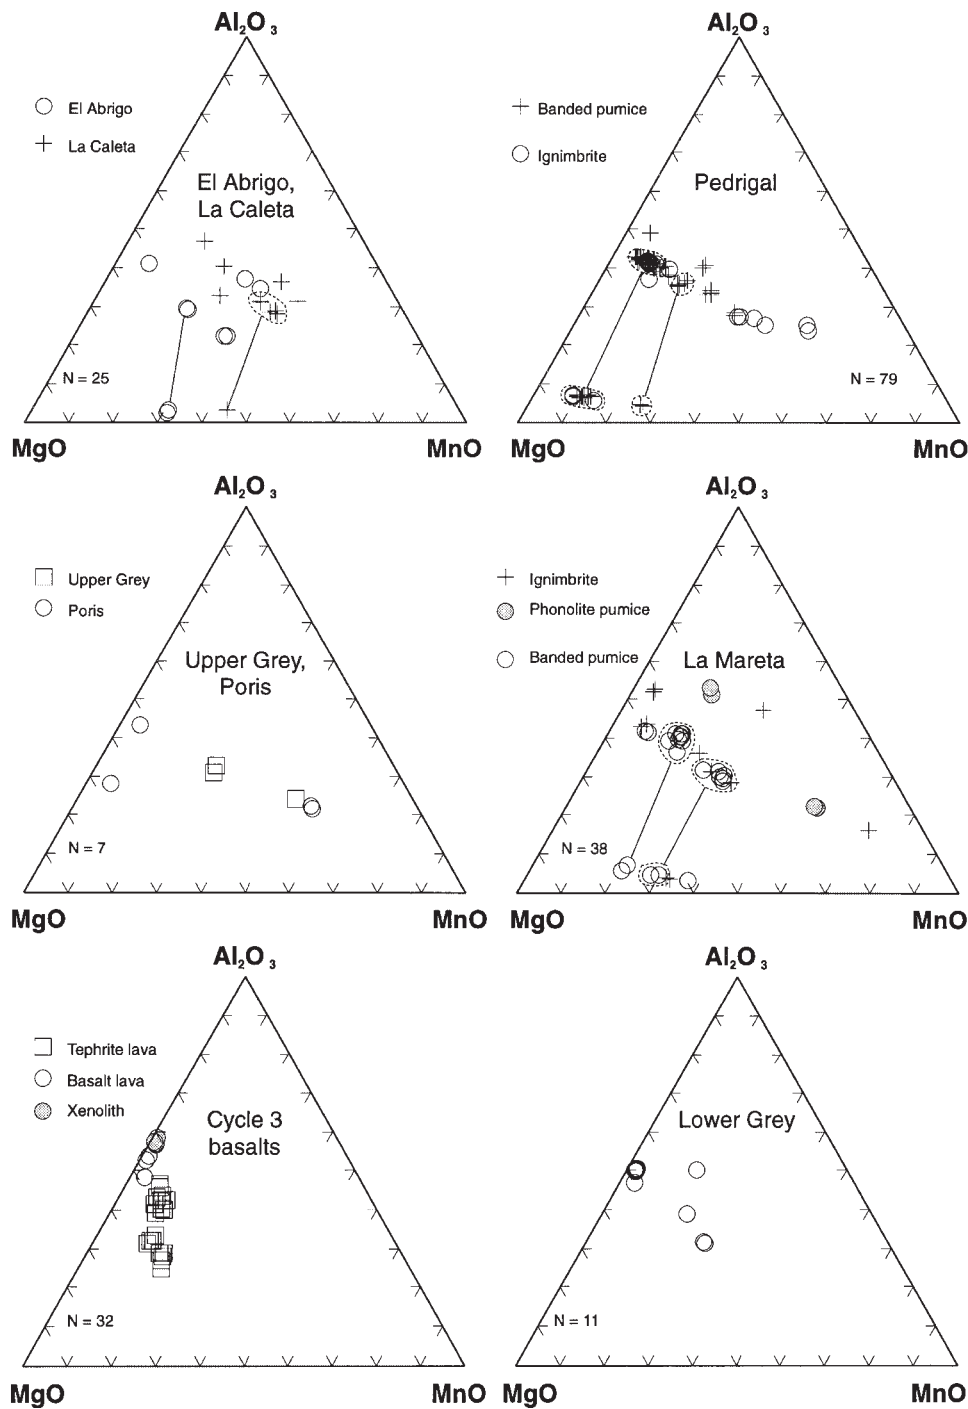 Al₂O₃
El Abrigo
La Caleta
El Abrigo,
La Caleta
N = 25
MgO
MnO
Al₂O₃
Banded pumice
Ignimbrite
Pedrigal
N = 79
MgO
MnO
Al₂O₃
Upper Grey
Poris
Upper Grey,
Poris
N = 7
MgO
MnO
Al₂O₃
Ignimbrite
Phonolite pumice
Banded pumice
La Mareta
N = 38
MgO
MnO
Al₂O₃
Tephrite lava
Basalt lava
Xenolith
Cycle 3
basalts
N = 32
MgO
MnO
Al₂O₃
Lower Grey
N = 11
MgO
MnO